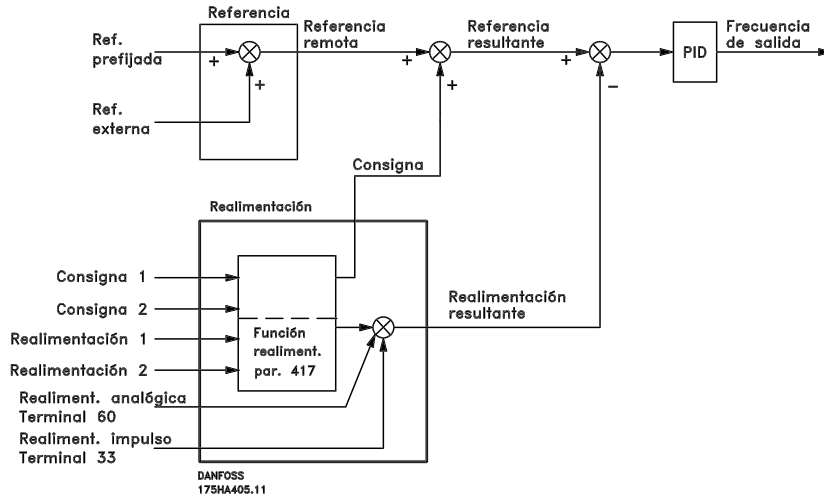 Referencia
Ref.
prefijada
+
+
Ref.
externa
Referencia
remota
+
+
Referencia
resultante
+
−
PID
Frecuencia
de salida
Consigna
Realimentación
Consigna 1
Consigna 2
Realimentación 1
Realimentación 2
Función
realiment.
par. 417
Realimentación
resultante
Realiment. analógica
Terminal 60
Realiment. impulso
Terminal 33
DANFOSS
175HA405.11